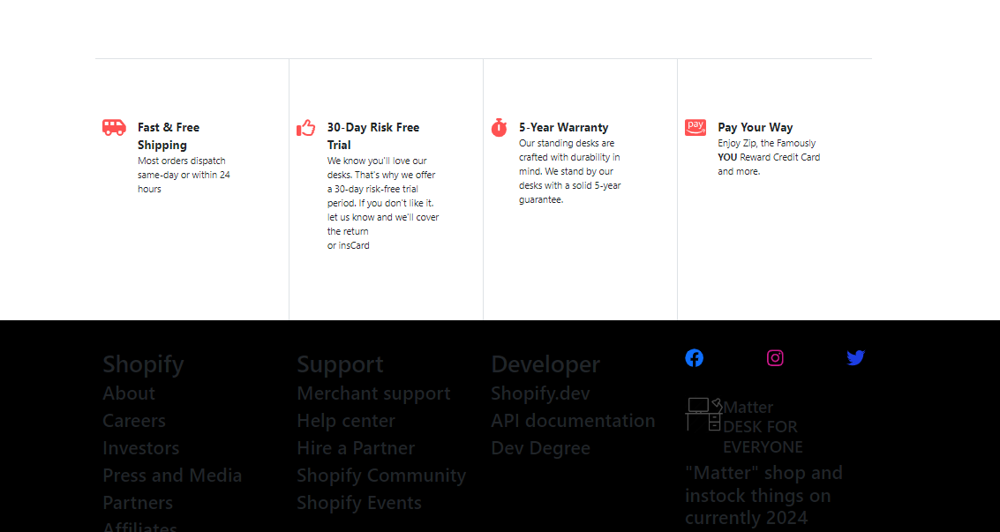 Fast & Free
Shipping
Most orders dispatch
same-day or within 24
hours
30-Day Risk Free
Trial
We know you'll love our
desks. That's why we offer
a 30-day risk-free trial
period. If you don't like it,
let us know and we'll cover
the return
or insCard
5-Year Warranty
Our standing desks are
crafted with durability in
mind. We stand by our
desks with a solid 5-year
guarantee.
pay
Pay Your Way
Enjoy Zip, the Famously
YOU Reward Credit Card
and more.
Shopify
About
Careers
Investors
Press and Media
Partners
Affiliates
Support
Merchant support
Help center
Hire a Partner
Shopify Community
Shopify Events
Developer
Shopify.dev
API documentation
Dev Degree
Matter
DESK FOR
EVERYONE
"Matter" shop and
instock things on
currently 2024